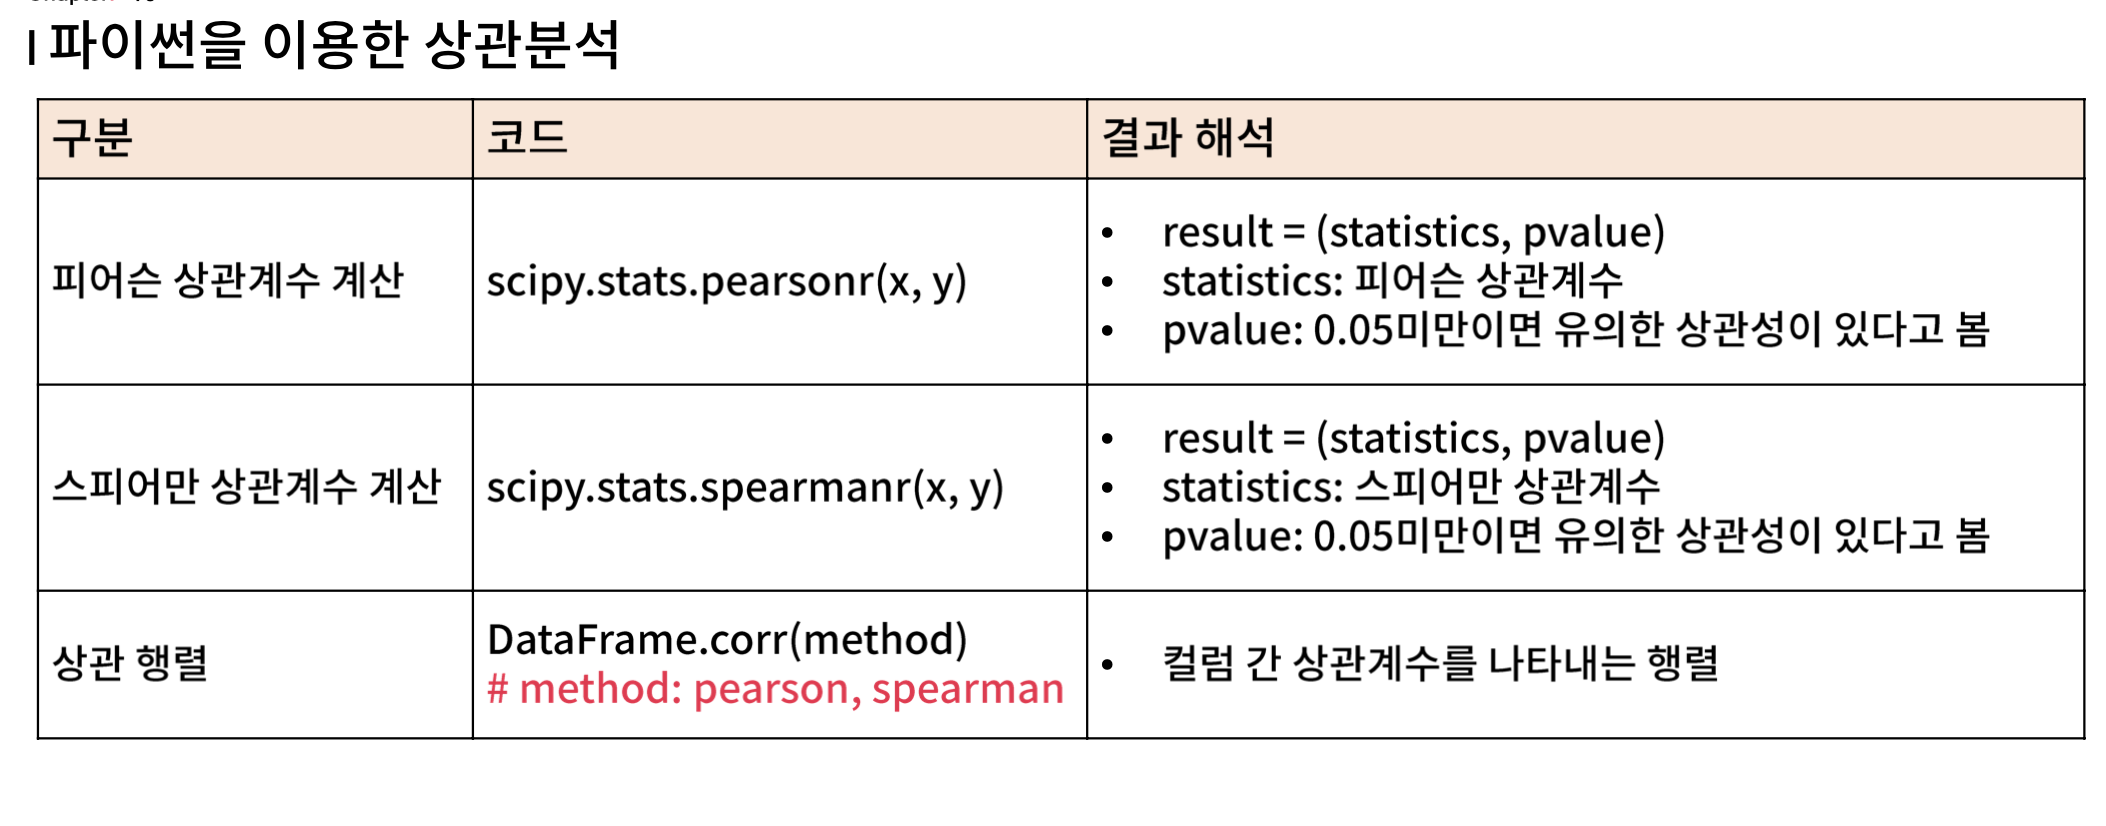 파이썬을 이용한 상관분석
구분
코드
결과 해석
피어슨 상관계수 계산
scipy.stats.pearsonr(x, y)
• result = (statistics, pvalue)
• statistics: 피어슨 상관계수
• pvalue: 0.05미만이면 유의한 상관성이 있다고 봄
스피어만 상관계수 계산
scipy.stats.spearmanr(x, y)
• result = (statistics, pvalue)
• statistics: 스피어만 상관계수
• pvalue: 0.05미만이면 유의한 상관성이 있다고 봄
상관 행렬
DataFrame.corr(method)
# method: pearson, spearman
• 컬럼 간 상관계수를 나타내는 행렬